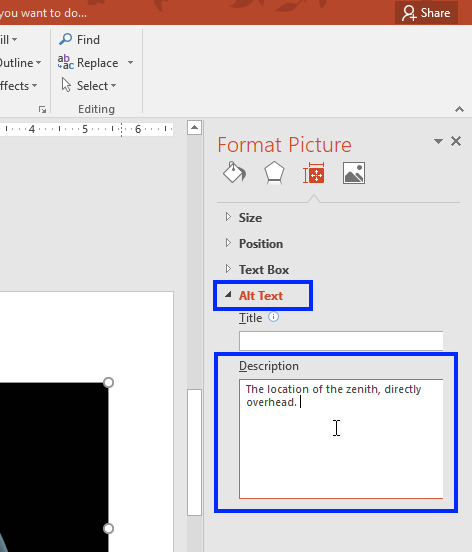 you want to do...
Share
ill
Find
Outline
Replace
ffects
Select
Editing
4 5 6
Format Picture
Size
Position
Text Box
Alt Text
Title
Description
The location of the zenith, directly
overhead.